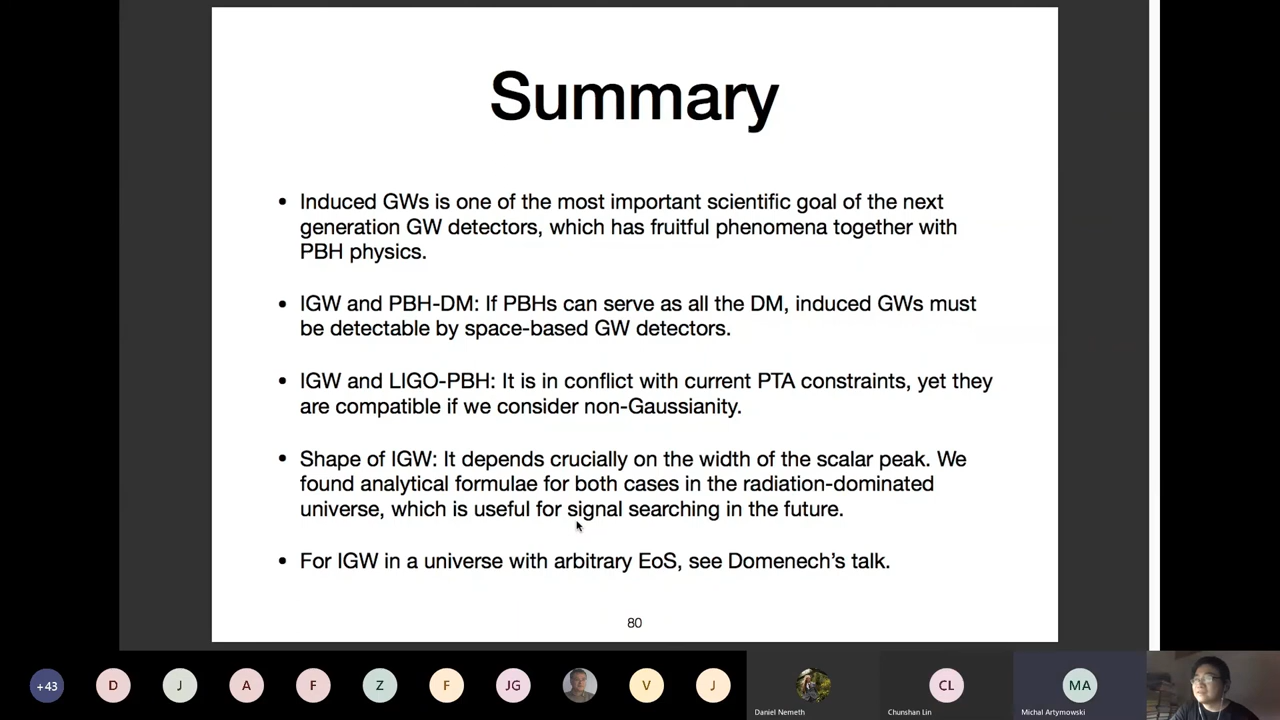 Summary
• Induced GWs is one of the most important scientific goal of the next
generation GW detectors, which has fruitful phenomena together with
PBH physics.
• IGW and PBH-DM: If PBHs can serve as all the DM, induced GWs must
be detectable by space-based GW detectors.
• IGW and LIGO-PBH: It is in conflict with current PTA constraints, yet they
are compatible if we consider non-Gaussianity.
• Shape of IGW: It depends crucially on the width of the scalar peak. We
found analytical formulae for both cases in the radiation-dominated
universe, which is useful for signal searching in the future.
• For IGW in a universe with arbitrary EoS, see Domenech’s talk.
80
+43 D J A F Z F JG V J CL MA
Daniel Nemeth Chunshan Lin Michal Artymowski